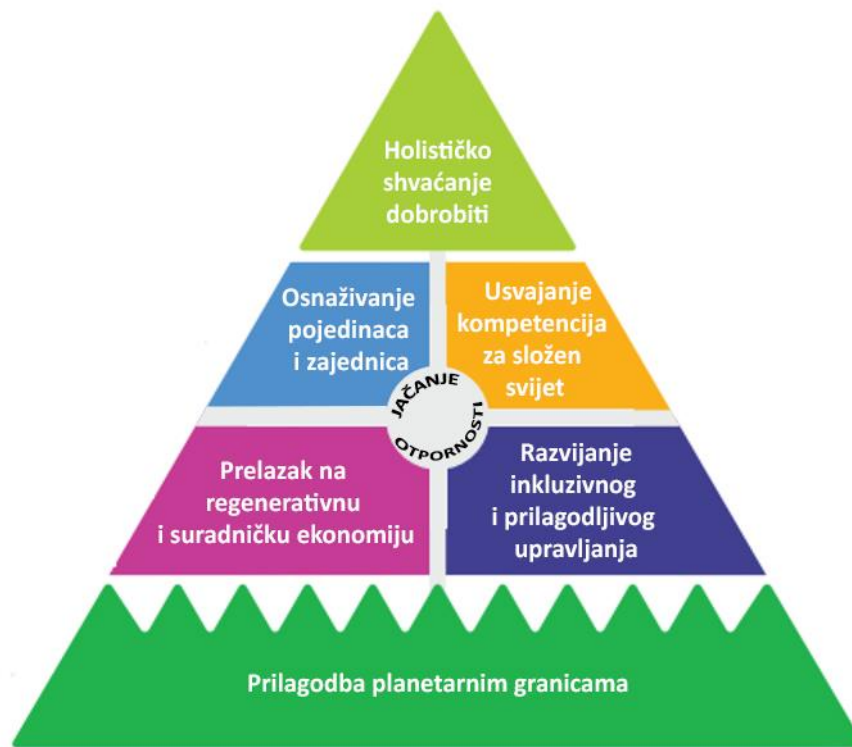 Holističko
shvaćanje
dobrobiti
Osnaživanje
pojedinaca
i zajednica
Usvajanje
kompetencija
za složen
svijet
JAČANJE
OTPORNOSTI
Prelazak na
regenerativnu
i suradničku ekonomiju
Razvijanje
inkluzivnog
i prilagodljivog
upravljanja
Prilagodba planetarnim granicama